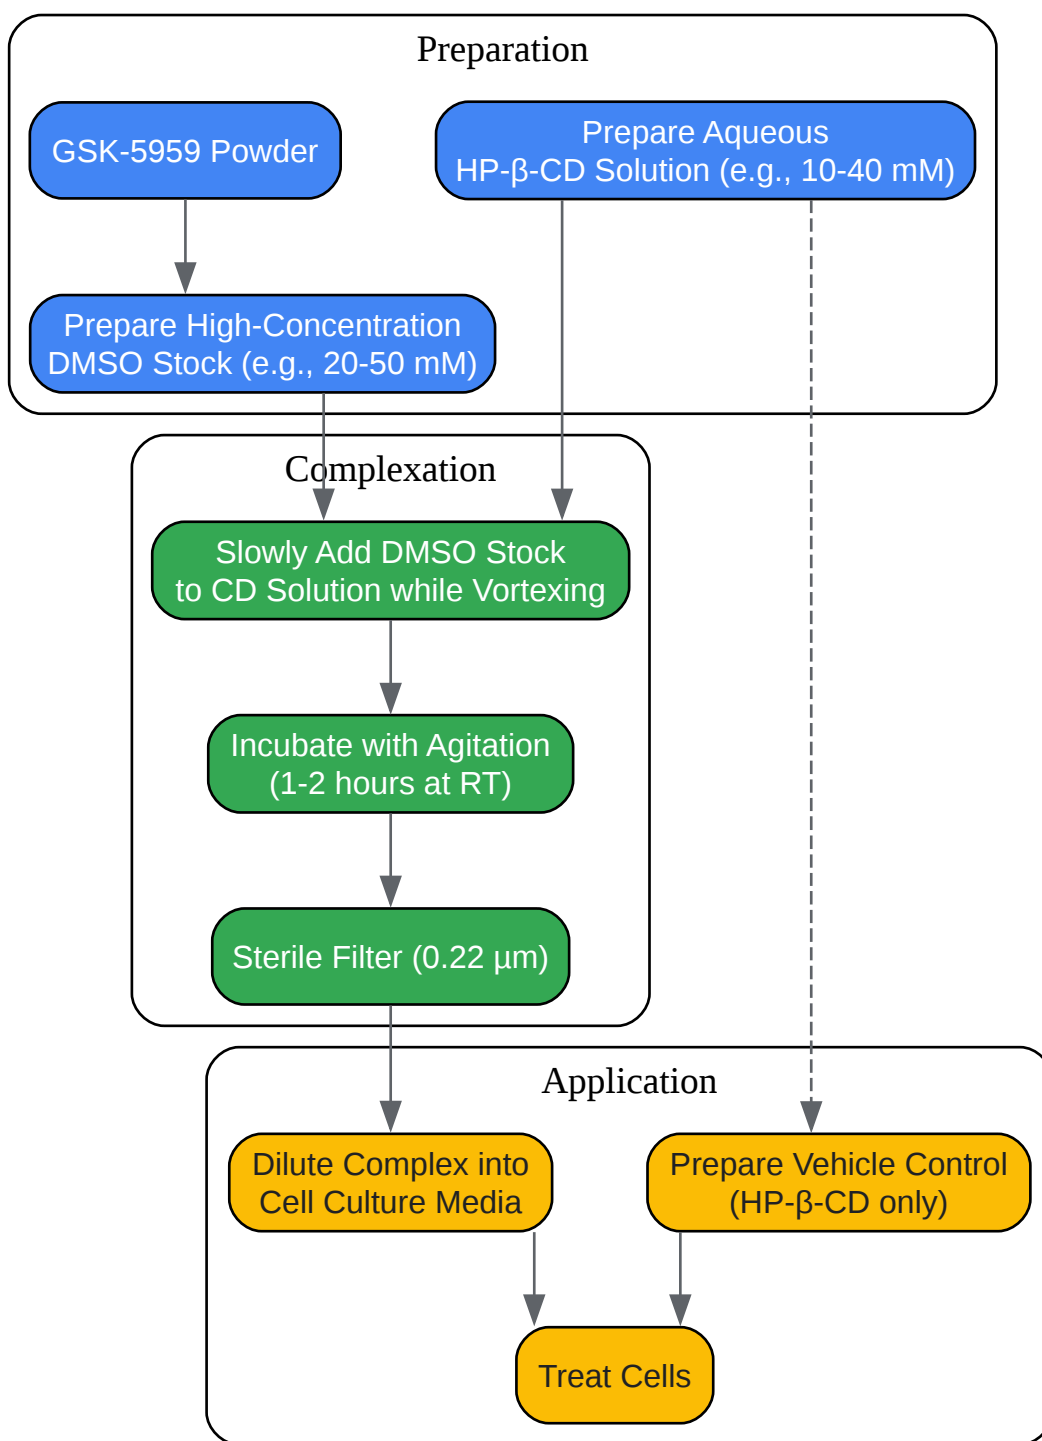 Preparation
GSK-5959 Powder
Prepare Aqueous
HP-β-CD Solution (e.g., 10-40 mM)
Prepare High-Concentration
DMSO Stock (e.g., 20-50 mM)
Complexation
Slowly Add DMSO Stock
to CD Solution while Vortexing
Incubate with Agitation
(1-2 hours at RT)
Sterile Filter (0.22 µm)
Application
Dilute Complex into
Cell Culture Media
Prepare Vehicle Control
(HP-β-CD only)
Treat Cells